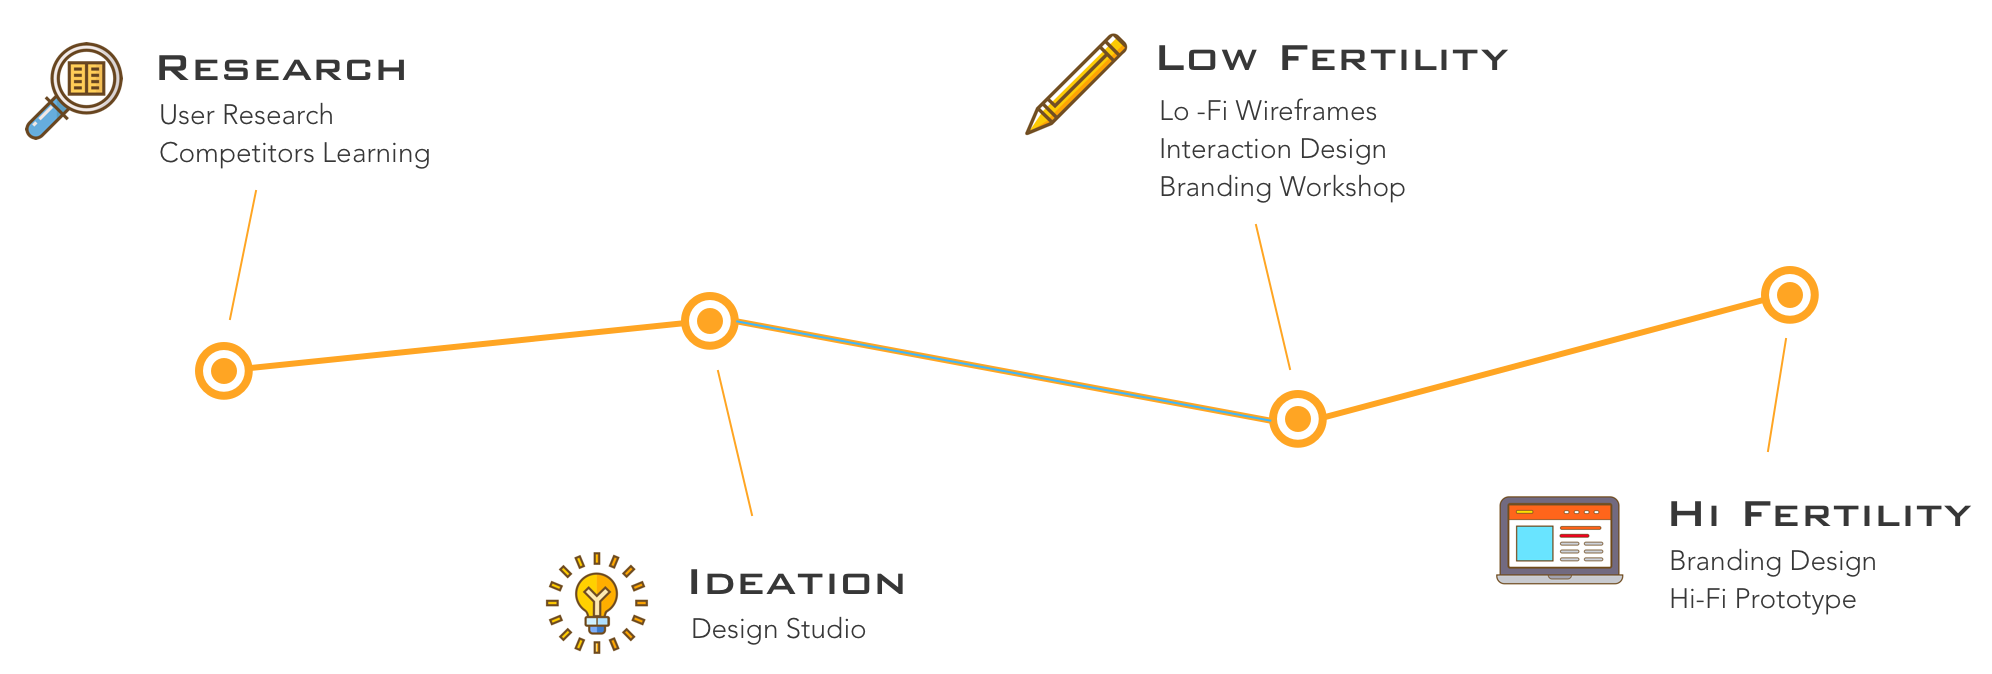 Research
User Research
Competitors Learning
Ideation
Design Studio
Low Fertility
Lo -Fi Wireframes
Interaction Design
Branding Workshop
Hi Fertility
Branding Design
Hi-Fi Prototype